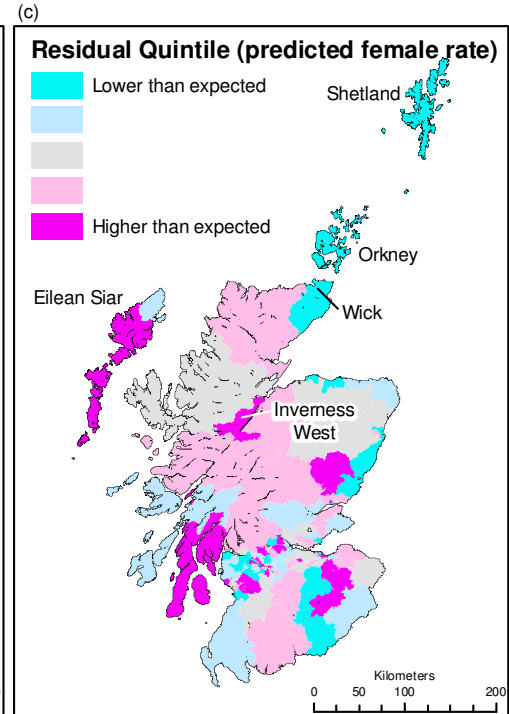 (c)
Residual Quintile (predicted female rate)
Lower than expected
Higher than expected
Shetland
Orkney
Eilean Siar
Wick
Inverness
West
Kilometers
0 50 100 200